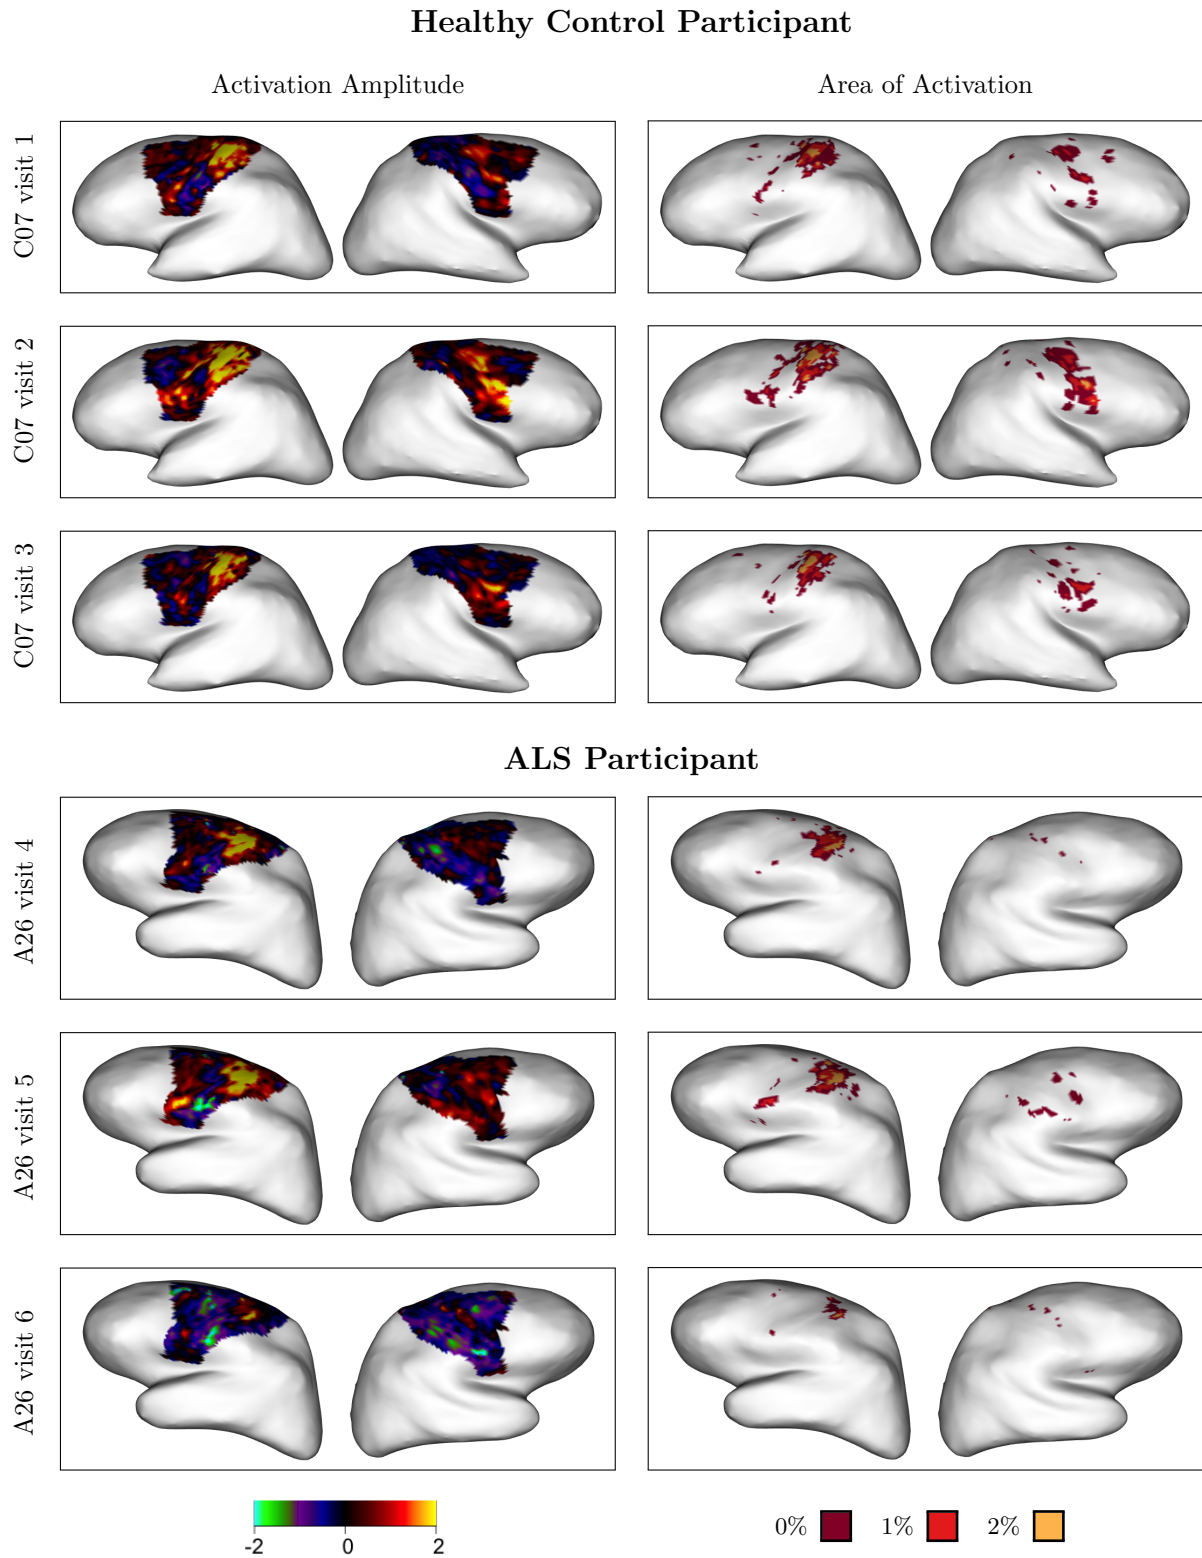 Healthy Control Participant
Activation Amplitude
Area of Activation
C07 visit 1
C07 visit 2
C07 visit 3
ALS Participant
A26 visit 4
A26 visit 5
A26 visit 6
-2 0 2
0% 1% 2%